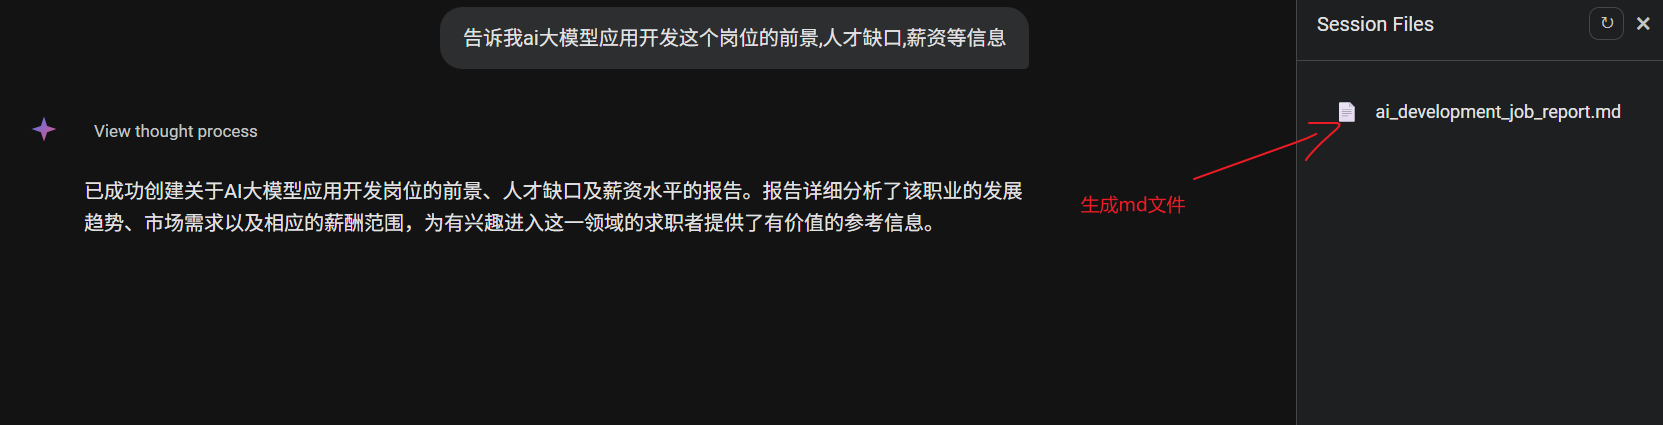 告诉我ai大模型应用开发这个岗位的前景,人才缺口,薪资等信息
Session Files
ai_development_job_report.md
View thought process
已成功创建关于AI大模型应用开发岗位的前景、人才缺口及薪资水平的报告。报告详细分析了该职业的发展
趋势、市场需求以及相应的薪酬范围，为有兴趣进入这一领域的求职者提供了有价值的参考信息。
生成md文件